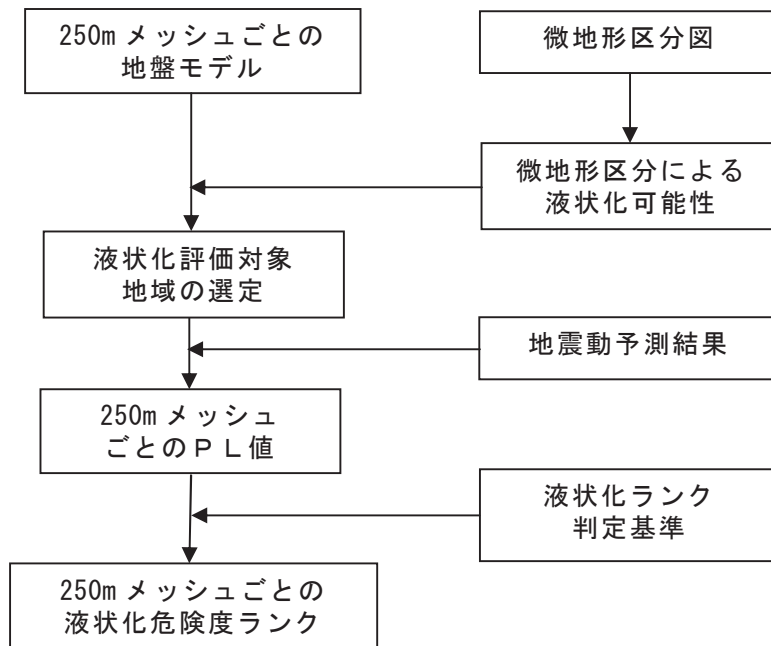 250m メッシュごとの
地盤モデル
微地形区分図
微地形区分による
液状化可能性
液状化評価対象
地域の選定
地震動予測結果
250m メッシュ
ごとのＰＬ値
液状化ランク
判定基準
250m メッシュごとの
液状化危険度ランク